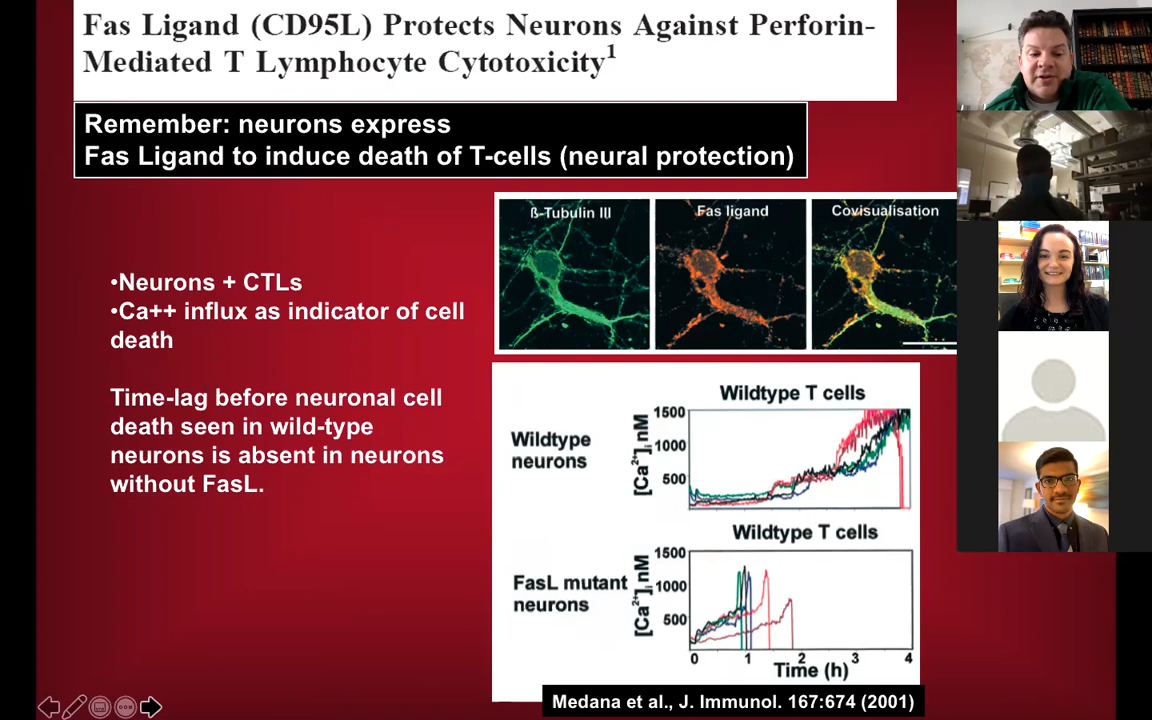 Fas Ligand (CD95L) Protects Neurons Against Perforin-
Mediated T Lymphocyte Cytotoxicity1
Remember: neurons express
Fas Ligand to induce death of T-cells (neural protection)
•Neurons + CTLs
•Ca++ influx as indicator of cell
death
Time-lag before neuronal cell
death seen in wild-type
neurons is absent in neurons
without FasL.
ß-Tubulin III
Fas ligand
Covisualisation
Wildtype T cells
Wildtype
neurons
[Ca2+]i nM
1500
1000
500
Wildtype T cells
FasL mutant
neurons
[Ca2+]i nM
1500
1000
500
0 1 2 3 4
Time (h)
Medana et al., J. Immunol. 167:674 (2001)